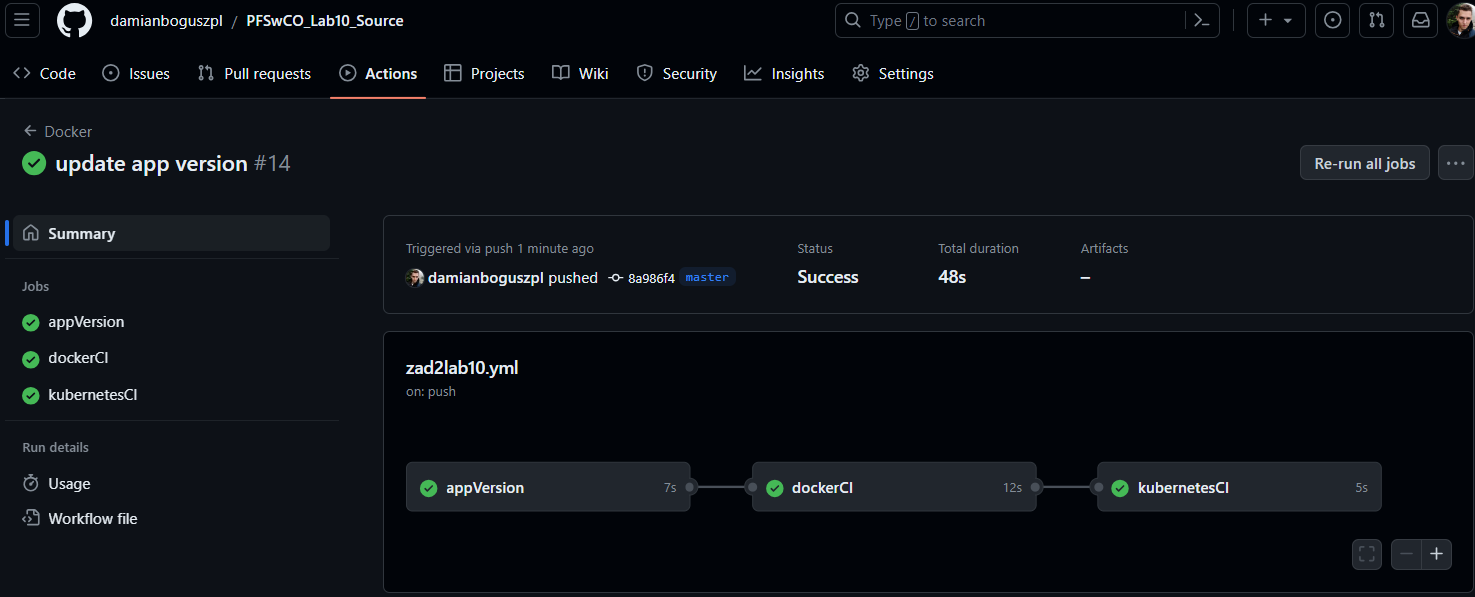 damianboguszpl / PFSwCO_Lab10_Source
Type / to search
Code Issues Pull requests Actions Projects Wiki Security Insights Settings
Docker
update app version #14
Re-run all jobs
Summary
Jobs
appVersion
dockerCI
kubernetesCI
Run details
Usage
Workflow file
Triggered via push 1 minute ago
damianboguszpl pushed 8a986f4 master
Status
Success
Total duration
48s
Artifacts
–
zad2lab10.yml
on: push
appVersion 7s
dockerCI 12s
kubernetesCI 5s